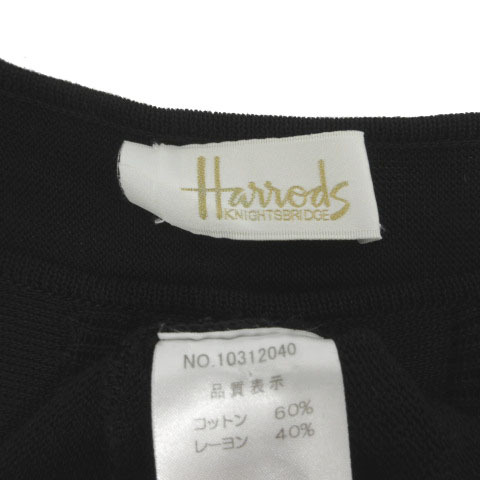 Harrods
KNIGHTSBRIDGE
NO.10312040
品質表示
コットン 60%
レーヨン 40%